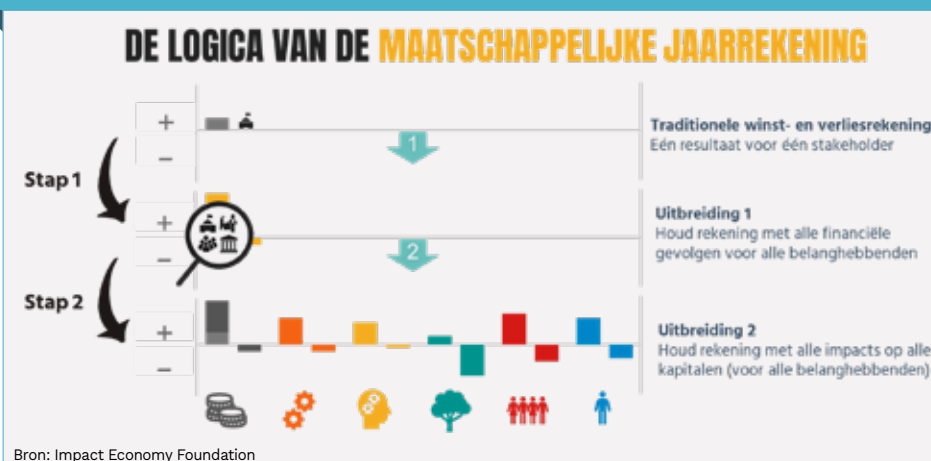 DE LOGICA VAN DE MAATSCHAPPELIJKE JAARREKENING
+
1
Traditionele winst- en verliesrekening
Eén resultaat voor één stakeholder
–
Stap 1
+
Uitbreiding 1
Houd rekening met alle financiële
gevolgen voor alle belanghebbenden
2
–
Stap 2
+
Uitbreiding 2
Houd rekening met alle impacts op alle
kapitalen (voor alle belanghebbenden)
–
Bron: Impact Economy Foundation